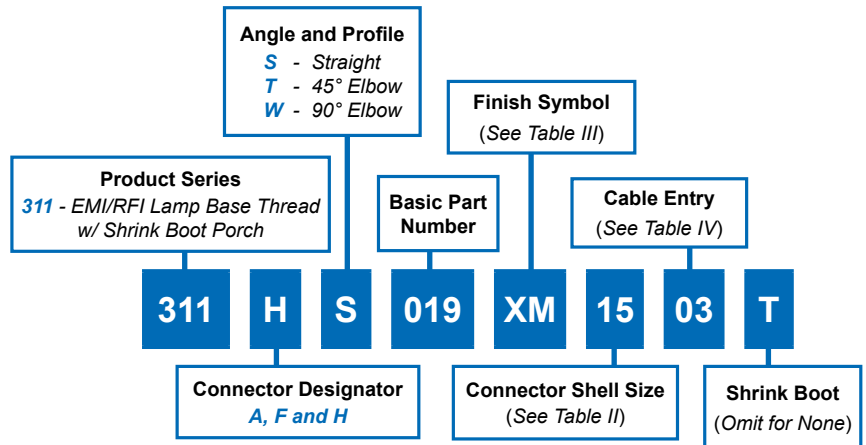 Angle and Profile
S - Straight
T - 45° Elbow
W - 90° Elbow
Finish Symbol
(See Table III)
Product Series
311 - EMI/RFI Lamp Base Thread
w/ Shrink Boot Porch
Basic Part
Number
Cable Entry
(See Table IV)
311 H S 019 XM 15 03 T
Connector Designator
A, F and H
Connector Shell Size
(See Table II)
Shrink Boot
(Omit for None)